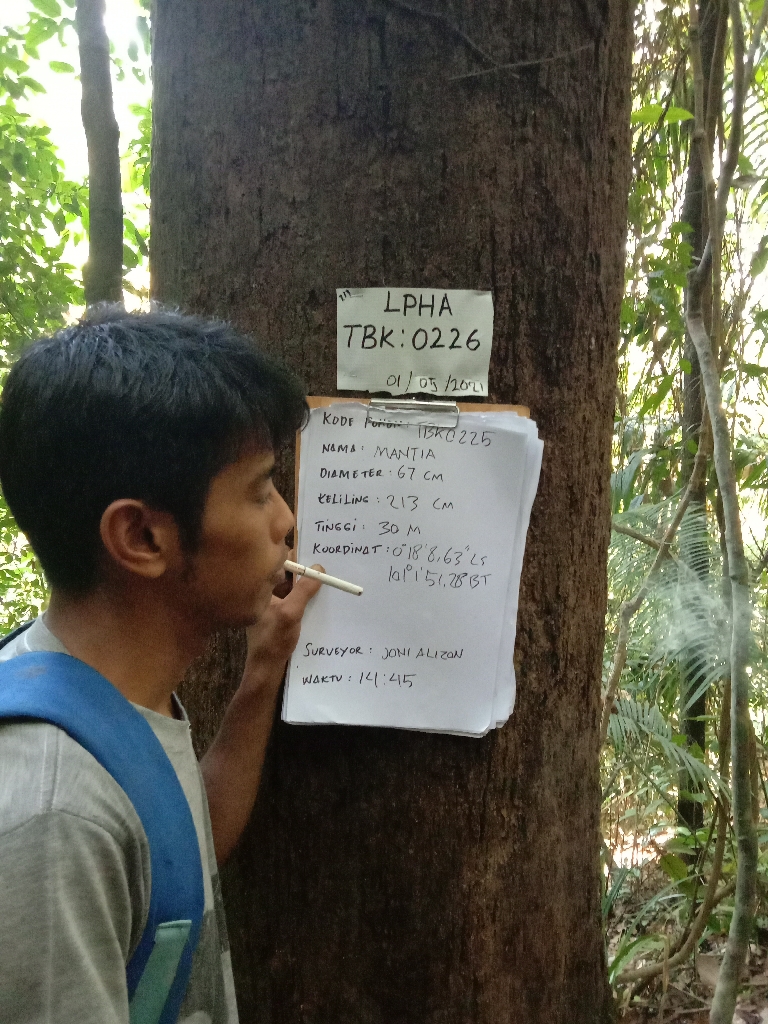 LPHA
TBK:0226
01/05/2021
KODE POHON: TBK0225
NAMA: MANTIA
DIAMETER: 67 CM
KELILING: 213 CM
TINGGI: 30 M
KOORDINAT: 0°18'8,63" LS
101°1'51,28 BT
SURVEYOR: JONI ALIZON
WAKTU: 14:45